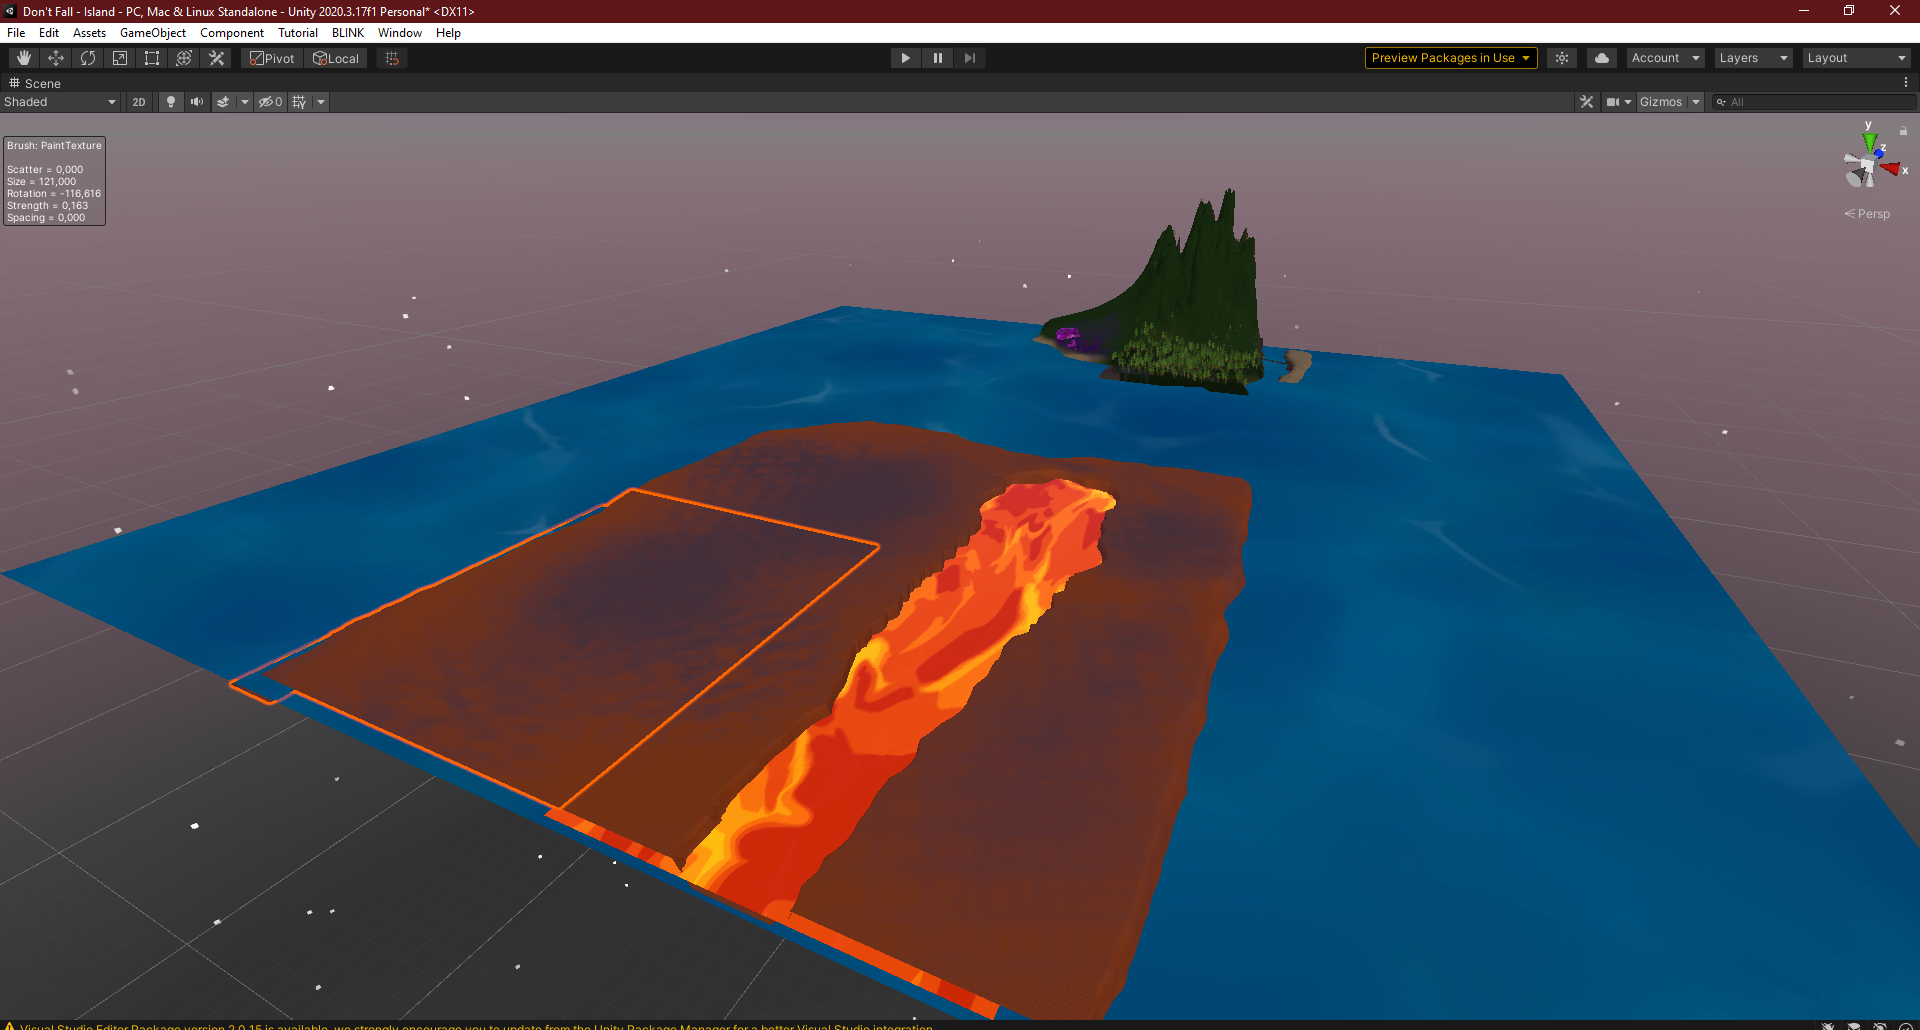 Don't Fall - Island - PC, Mac & Linux Standalone - Unity 2020.3.17f1 Personal* <DX11>
File Edit Assets GameObject Component Tutorial BLINK Window Help
Pivot Local Preview Packages in Use Account Layers Layout
Scene
Shaded 2D 0 Gizmos All
Brush: PaintTexture
Scatter = 0,000
Size = 121,000
Rotation = -116,616
Strength = 0,163
Spacing = 0,000
y
z
x
< Persp
Visual Studio Editor Package version 2.0.15 is available, we strongly encourage you to update from the Unity Package Manager for a better Visual Studio integration